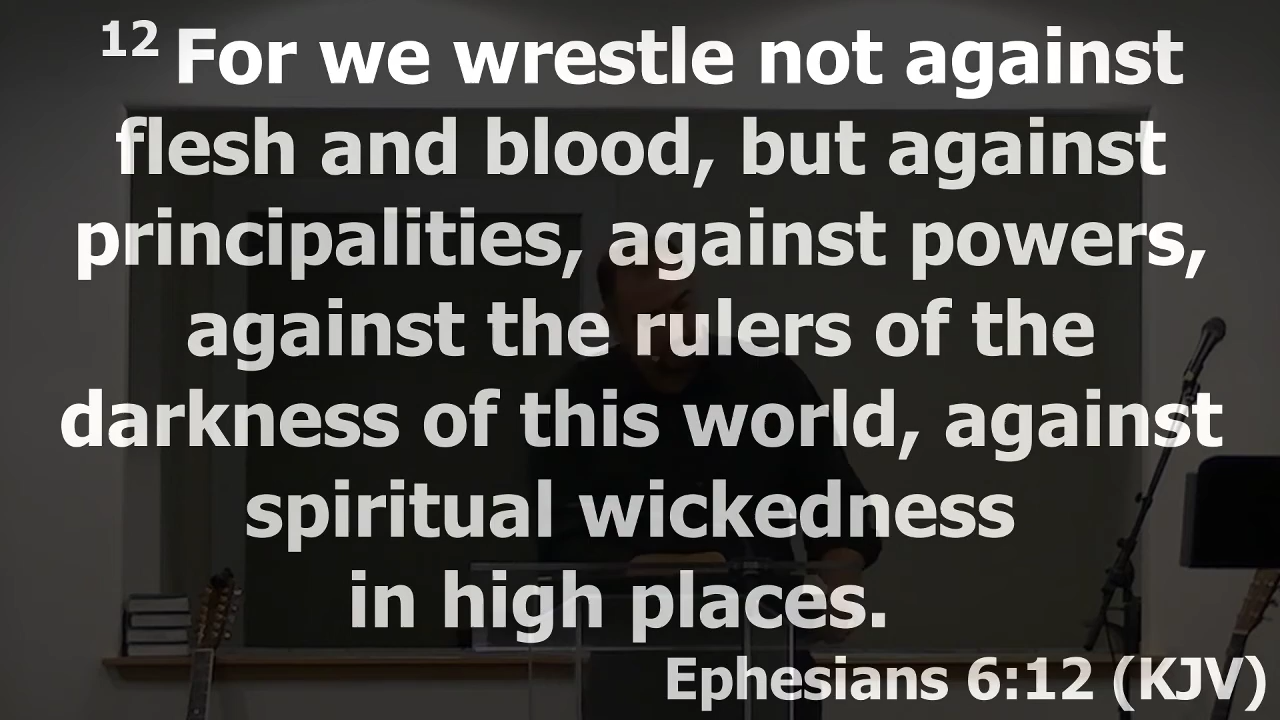 12 For we wrestle not against
flesh and blood, but against
principalities, against powers,
against the rulers of the
darkness of this world, against
spiritual wickedness
in high places.
Ephesians 6:12 (KJV)